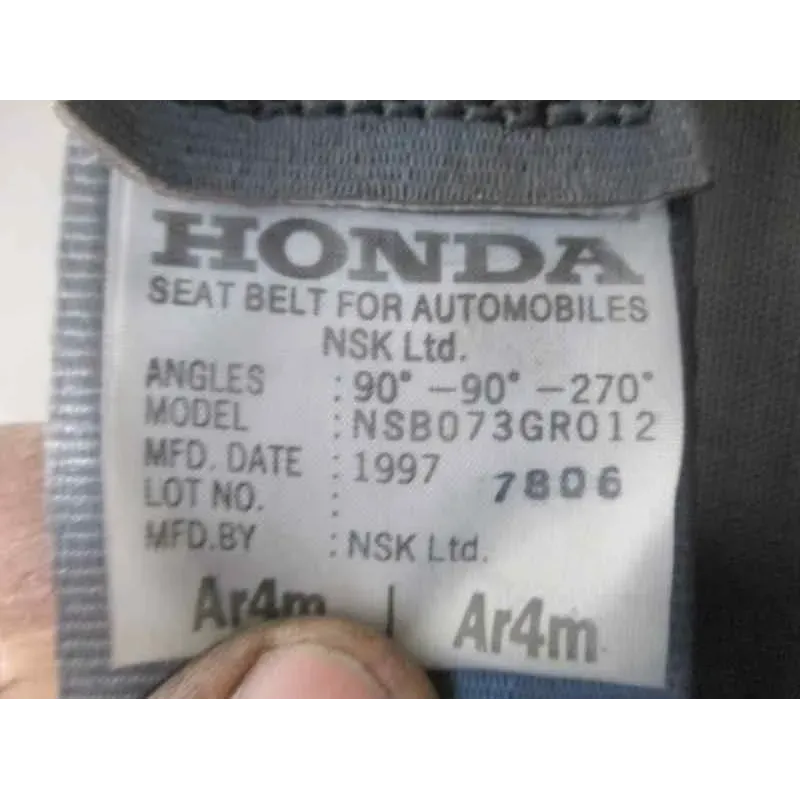 HONDA
SEAT BELT FOR AUTOMOBILES
NSK Ltd.
ANGLES : 90° -90° -270°
MODEL : NSB073GR012
MFD. DATE : 1997 7806
LOT NO. :
MFD.BY : NSK Ltd.
Ar4m | Ar4m